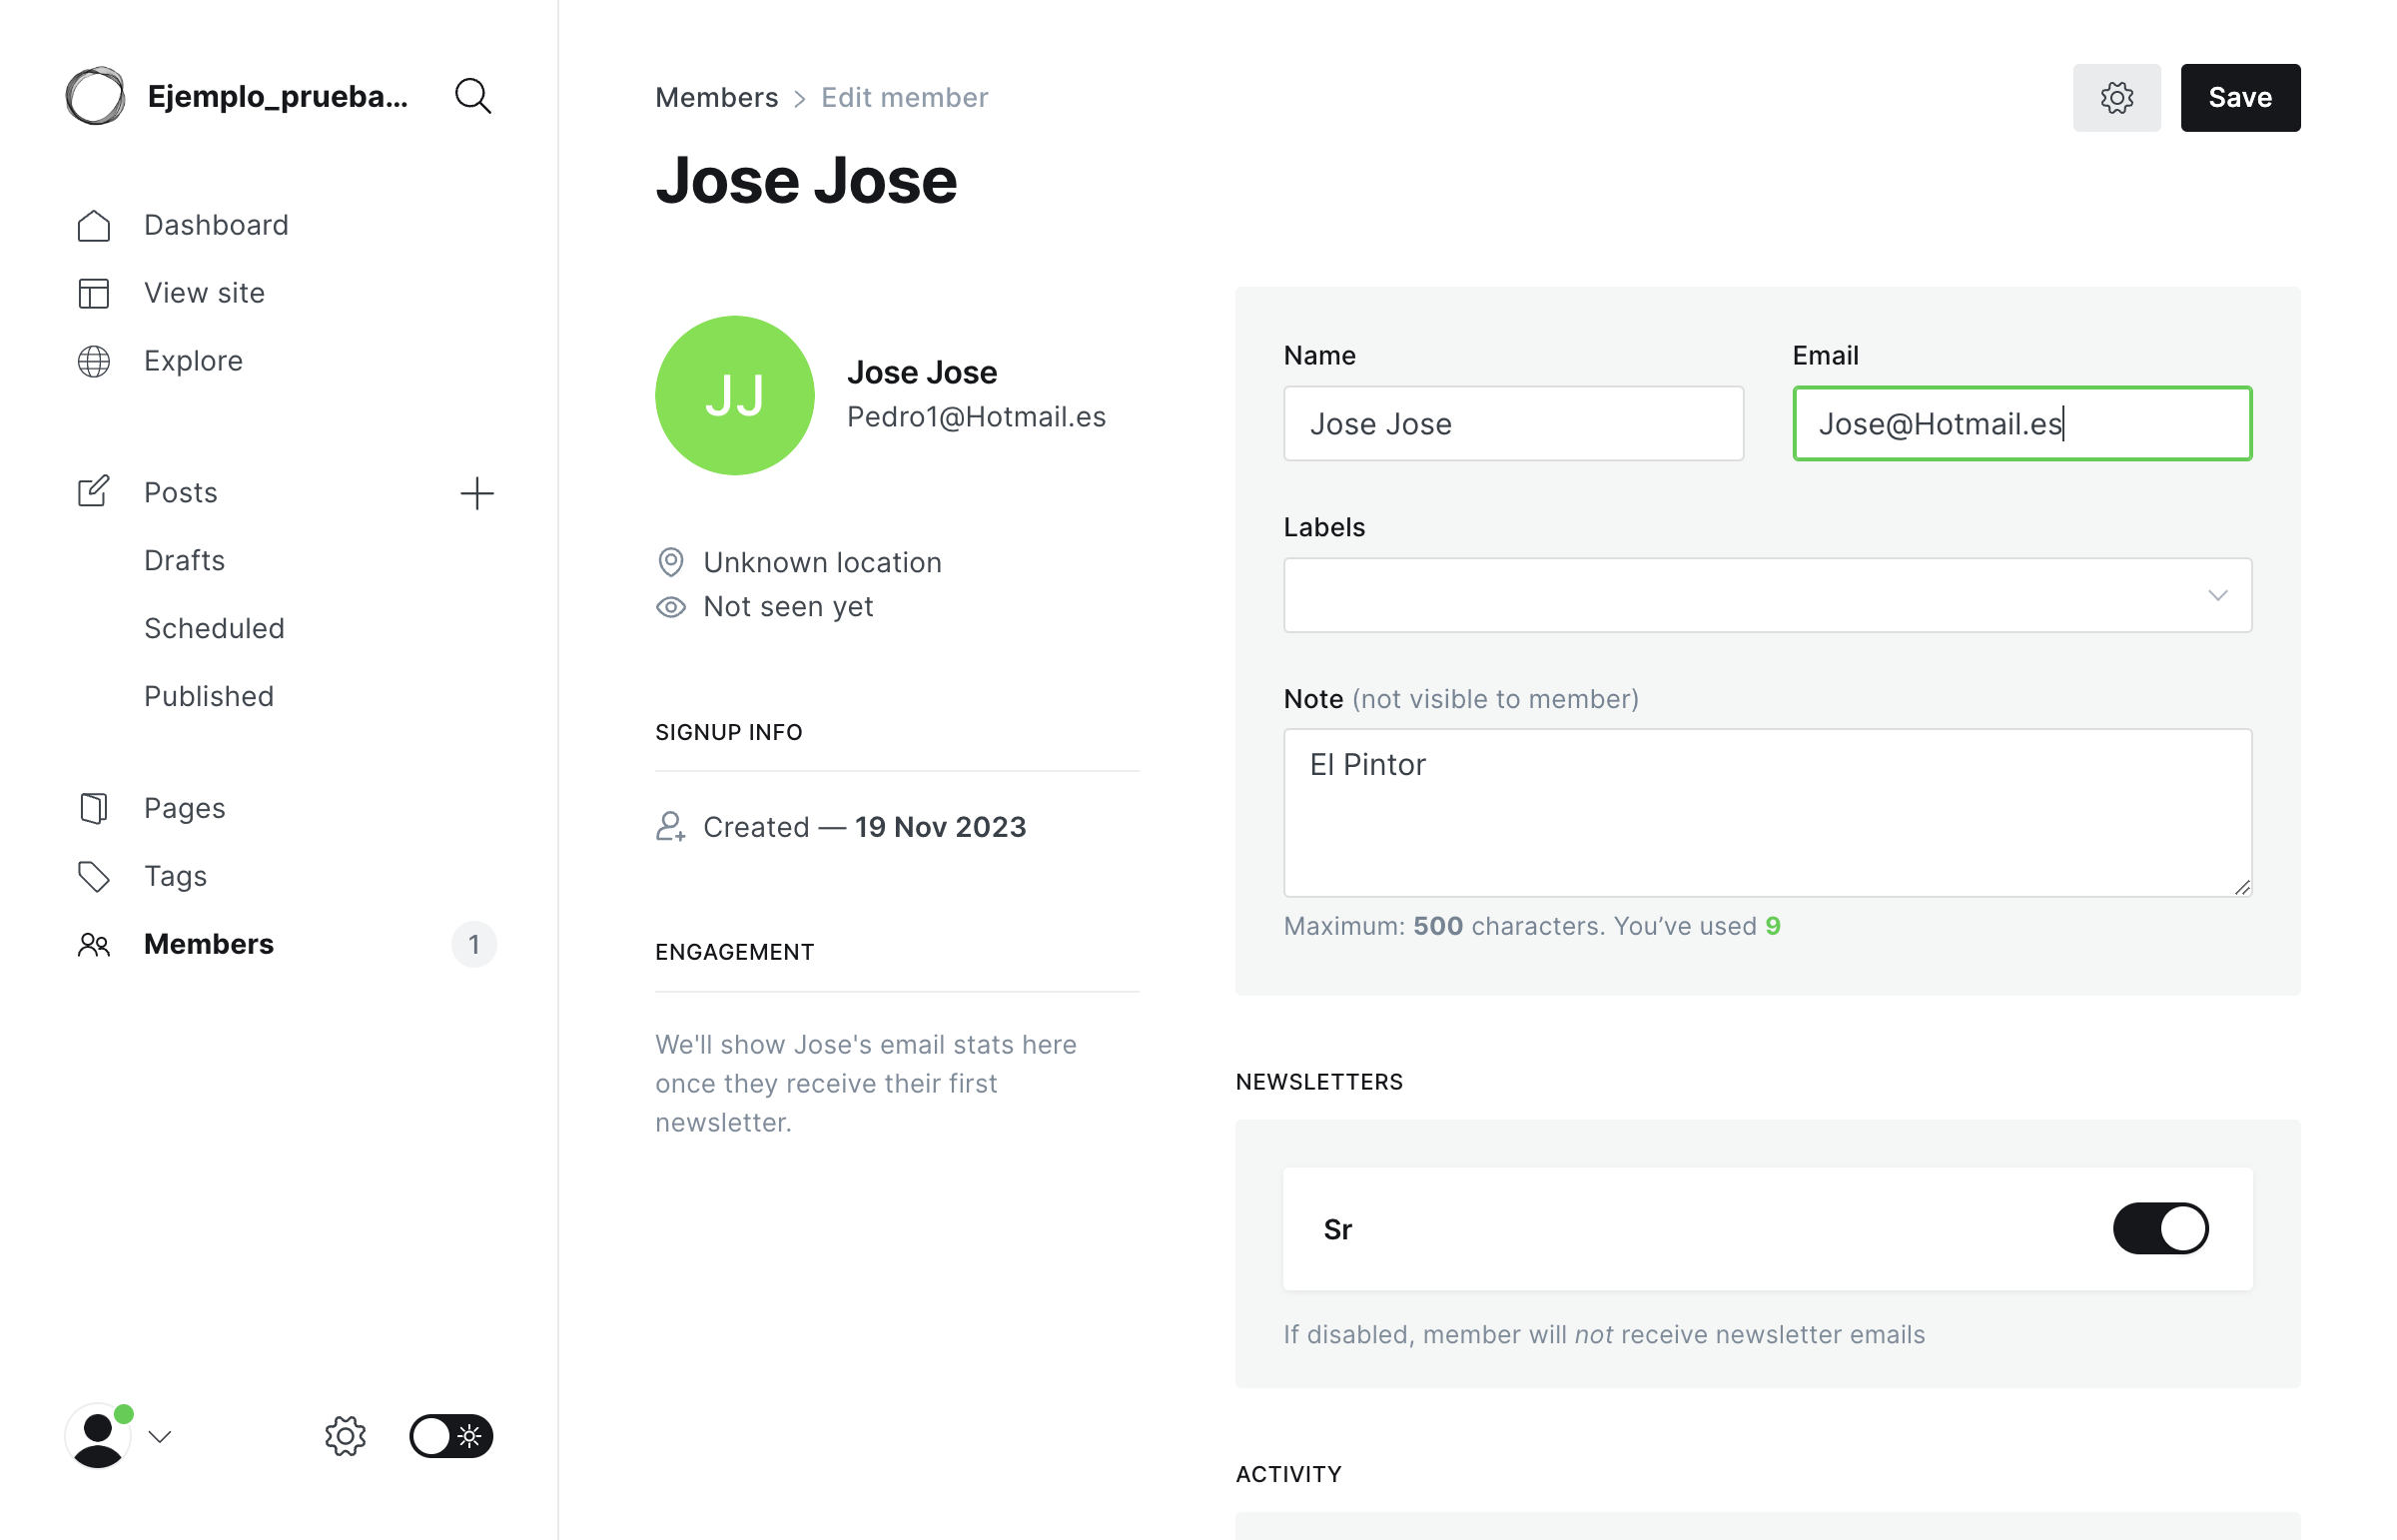 Ejemplo_prueba...
Dashboard
View site
Explore
Posts
Drafts
Scheduled
Published
Pages
Tags
Members 1
Members > Edit member
Save
Jose Jose
JJ
Jose Jose
Pedro1@Hotmail.es
Unknown location
Not seen yet
SIGNUP INFO
Created — 19 Nov 2023
ENGAGEMENT
We'll show Jose's email stats here
once they receive their first
newsletter.
Name
Jose Jose
Email
Jose@Hotmail.es
Labels
Note (not visible to member)
El Pintor
Maximum: 500 characters. You’ve used 9
NEWSLETTERS
Sr
If disabled, member will not receive newsletter emails
ACTIVITY